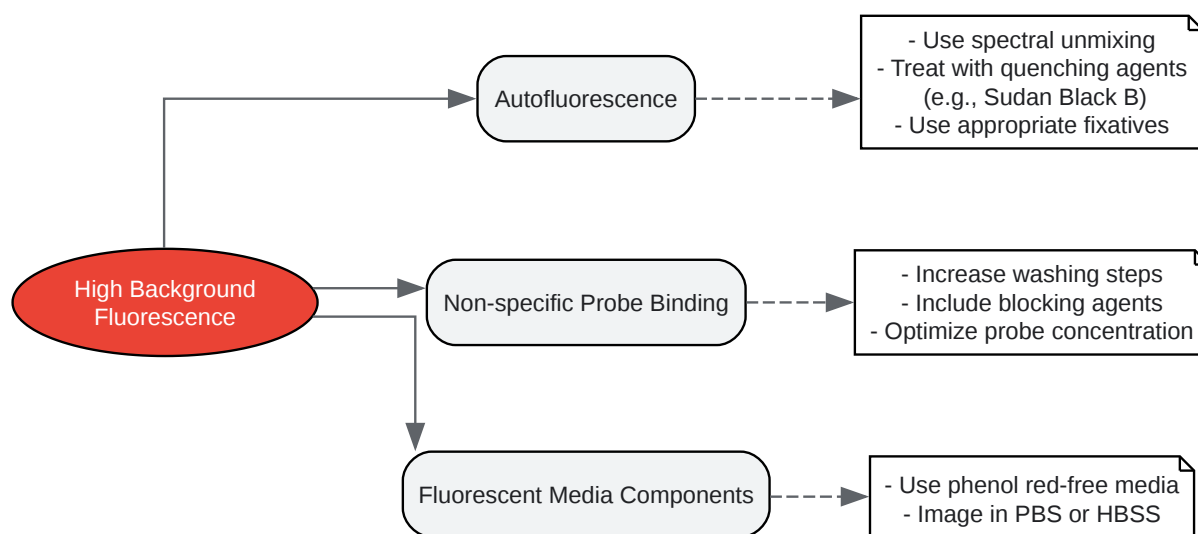 Autofluorescence
- Use spectral unmixing
- Treat with quenching agents
(e.g., Sudan Black B)
- Use appropriate fixatives
High Background
Fluorescence
Non-specific Probe Binding
- Increase washing steps
- Include blocking agents
- Optimize probe concentration
Fluorescent Media Components
- Use phenol red-free media
- Image in PBS or HBSS